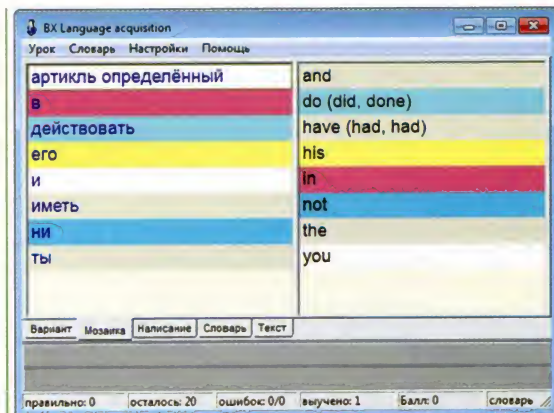 BX Language acquisition
Урок Словарь Настройки Помощь
артикль определённый
в
действовать
его
и
иметь
ни
ты
and
do (did, done)
have (had, had)
his
in
not
the
you
Вариант Мозаика Написание Словарь Текст
правильно: 0 осталось: 20 ошибок: 0/0 выучено: 1 Балл: 0 словарь